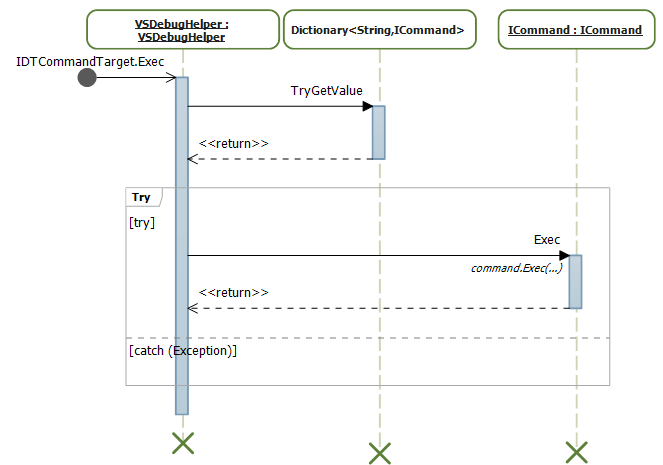 VSDebugHelper :
VSDebugHelper
Dictionary<String,ICommand>
ICommand : ICommand
IDTCommandTarget.Exec
TryGetValue
<<return>>
Try
[try]
Exec
command.Exec(...)
<<return>>
[catch (Exception)]